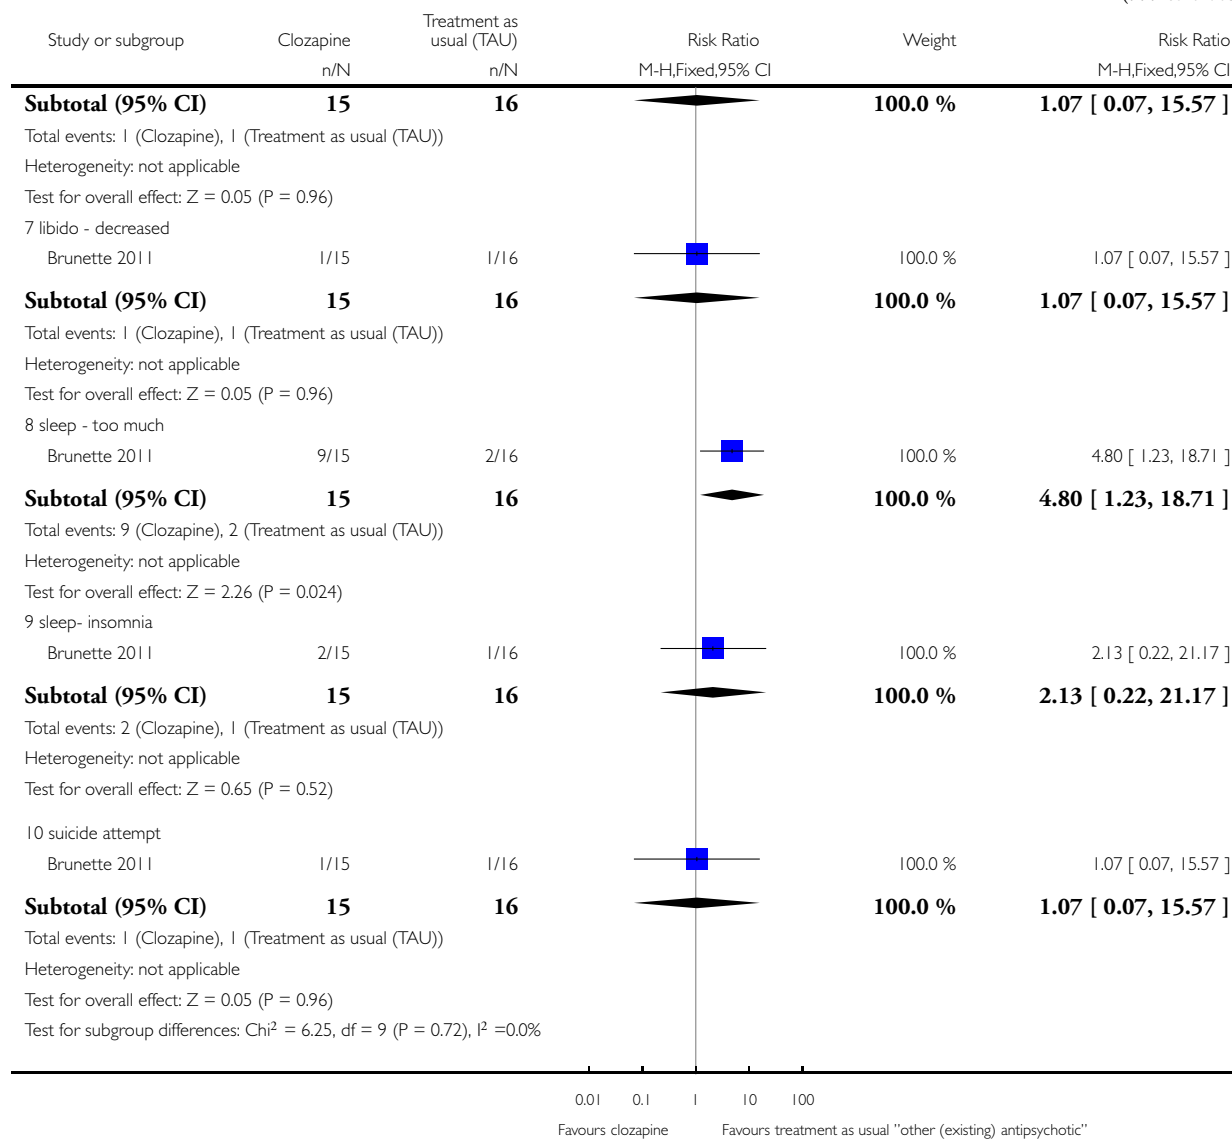 Study or subgroup Clozapine Treatment as usual (TAU) Risk Ratio Weight Risk Ratio
n/N n/N M-H,Fixed,95% CI M-H,Fixed,95% CI
Subtotal (95% CI) 15 16 100.0 % 1.07 [ 0.07, 15.57 ]
Total events: 1 (Clozapine), 1 (Treatment as usual (TAU))
Heterogeneity: not applicable
Test for overall effect: Z = 0.05 (P = 0.96)
7 libido - decreased
Brunette 2011 1/15 1/16 100.0 % 1.07 [ 0.07, 15.57 ]
Subtotal (95% CI) 15 16 100.0 % 1.07 [ 0.07, 15.57 ]
Total events: 1 (Clozapine), 1 (Treatment as usual (TAU))
Heterogeneity: not applicable
Test for overall effect: Z = 0.05 (P = 0.96)
8 sleep - too much
Brunette 2011 9/15 2/16 100.0 % 4.80 [ 1.23, 18.71 ]
Subtotal (95% CI) 15 16 100.0 % 4.80 [ 1.23, 18.71 ]
Total events: 9 (Clozapine), 2 (Treatment as usual (TAU))
Heterogeneity: not applicable
Test for overall effect: Z = 2.26 (P = 0.024)
9 sleep- insomnia
Brunette 2011 2/15 1/16 100.0 % 2.13 [ 0.22, 21.17 ]
Subtotal (95% CI) 15 16 100.0 % 2.13 [ 0.22, 21.17 ]
Total events: 2 (Clozapine), 1 (Treatment as usual (TAU))
Heterogeneity: not applicable
Test for overall effect: Z = 0.65 (P = 0.52)
10 suicide attempt
Brunette 2011 1/15 1/16 100.0 % 1.07 [ 0.07, 15.57 ]
Subtotal (95% CI) 15 16 100.0 % 1.07 [ 0.07, 15.57 ]
Total events: 1 (Clozapine), 1 (Treatment as usual (TAU))
Heterogeneity: not applicable
Test for overall effect: Z = 0.05 (P = 0.96)
Test for subgroup differences: Chi² = 6.25, df = 9 (P = 0.72), I² =0.0%
0.01 0.1 1 10 100
Favours clozapine Favours treatment as usual "other (existing) antipsychotic"